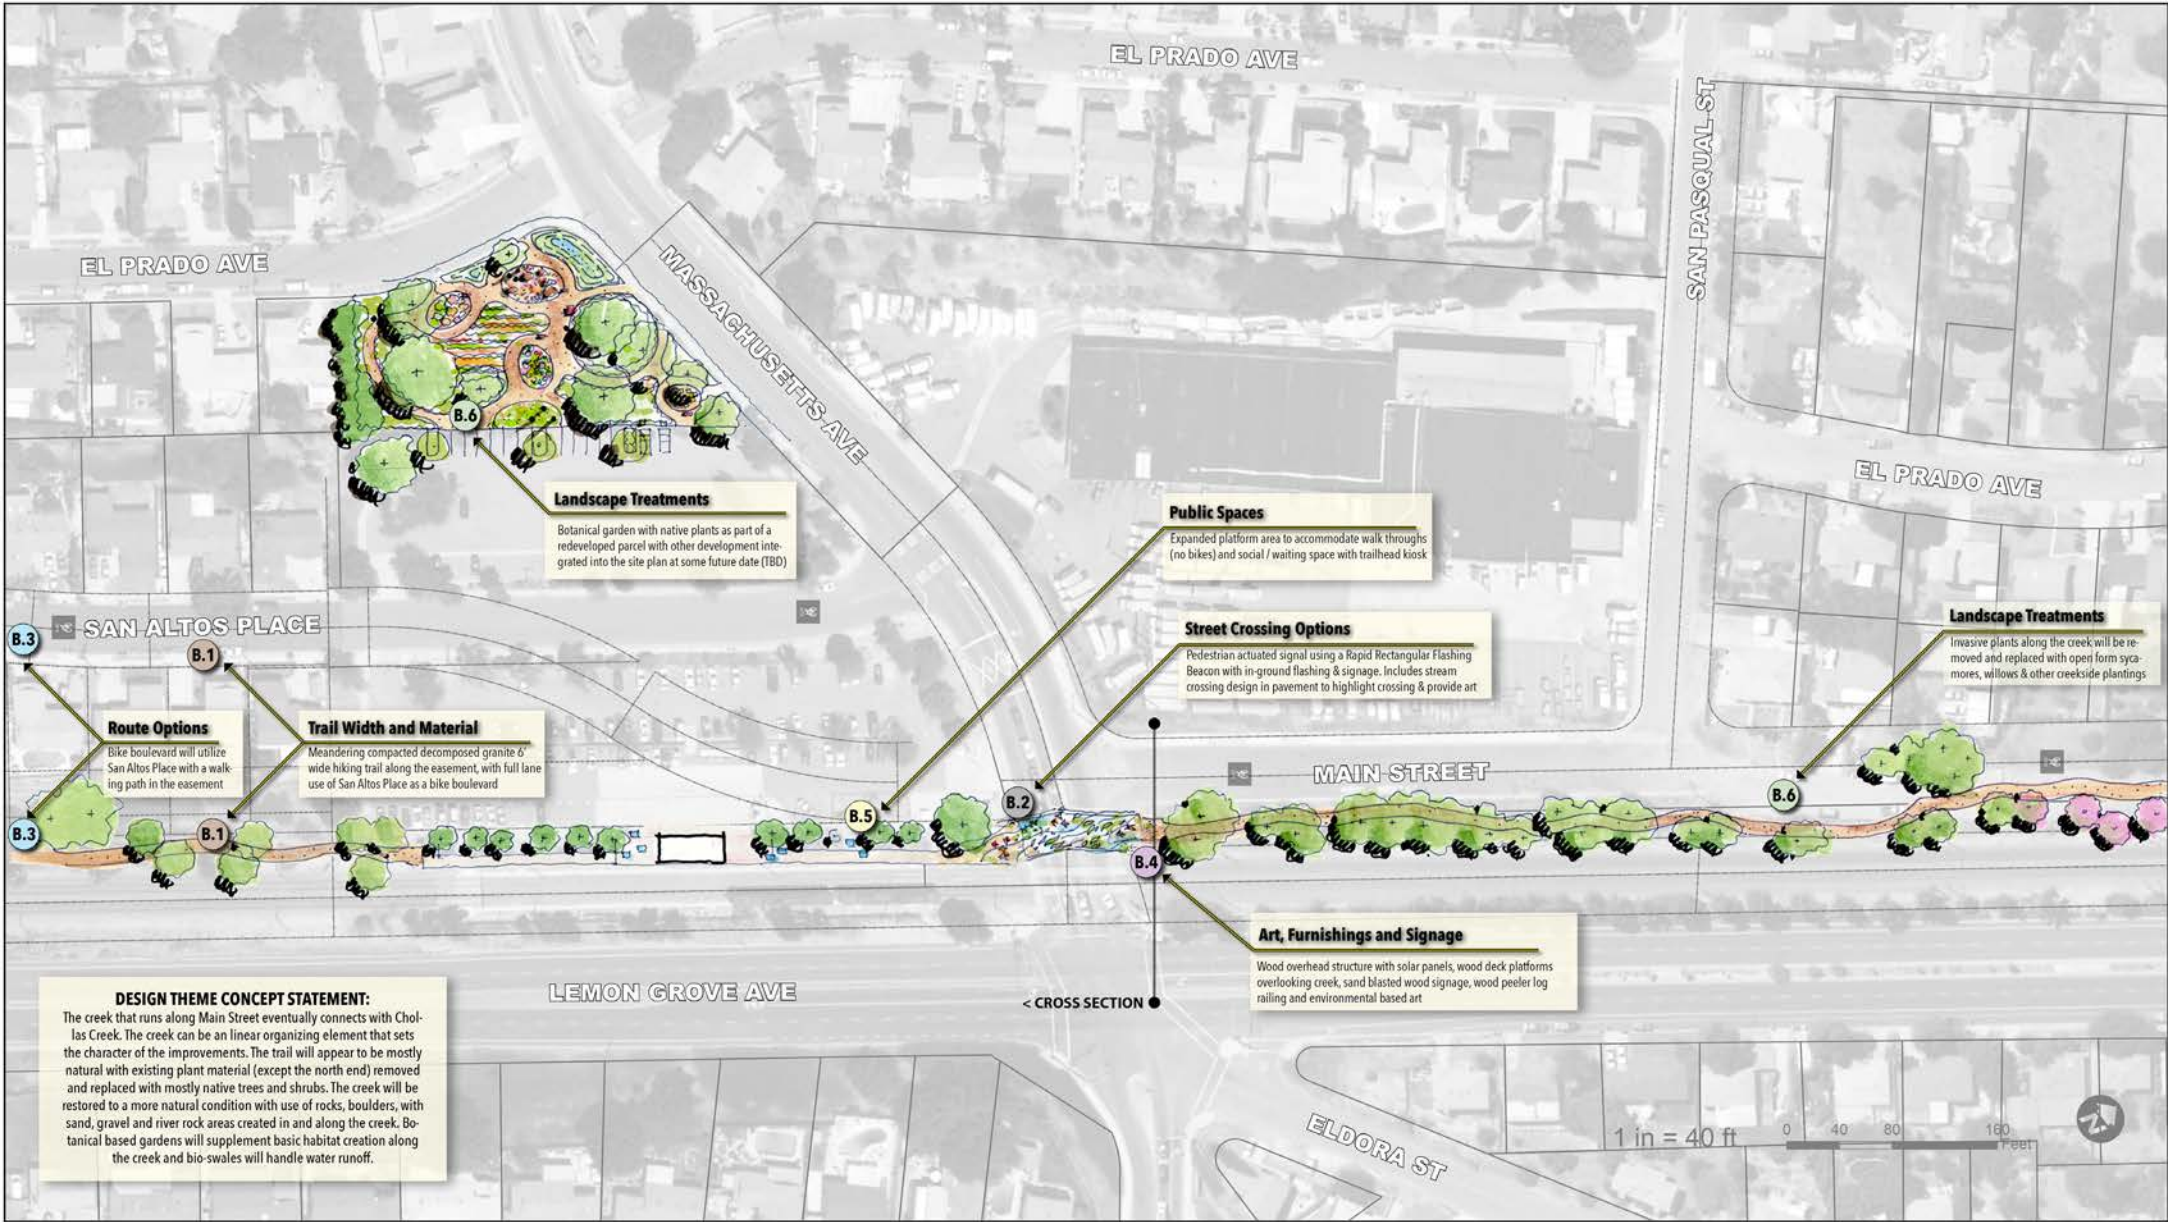 EL PRADO AVE
SAN PASQUAL ST
EL PRADO AVE
MASSACHUSETTS AVE
EL PRADO AVE
B.6
Landscape Treatments
Botanical garden with native plants as part of a
redeveloped parcel with other development inte-
grated into the site plan at some future date (TBD)
Public Spaces
Expanded platform area to accommodate walk throughs
(no bikes) and social / waiting space with trailhead kiosk
Street Crossing Options
Pedestrian actuated signal using a Rapid Rectangular Flashing
Beacon with in-ground flashing & signage. Includes stream
crossing design in pavement to highlight crossing & provide art
Landscape Treatments
Invasive plants along the creek will be re-
moved and replaced with open form syca-
mores, willows & other creekside plantings
B.3
SAN ALTOS PLACE
B.1
Route Options
Bike boulevard will utilize
San Altos Place with a walk-
ing path in the easement
Trail Width and Material
Meandering compacted decomposed granite 6'
wide hiking trail along the easement, with full lane
use of San Altos Place as a bike boulevard
MAIN STREET
B.3
B.1
B.5
B.2
B.6
B.4
Art, Furnishings and Signage
Wood overhead structure with solar panels, wood deck platforms
overlooking creek, sand blasted wood signage, wood peeler log
railing and environmental based art
LEMON GROVE AVE
< CROSS SECTION
DESIGN THEME CONCEPT STATEMENT:
The creek that runs along Main Street eventually connects with Chol-
las Creek. The creek can be an linear organizing element that sets
the character of the improvements. The trail will appear to be mostly
natural with existing plant material (except the north end) removed
and replaced with mostly native trees and shrubs. The creek will be
restored to a more natural condition with use of rocks, boulders, with
sand, gravel and river rock areas created in and along the creek. Bo-
tanical based gardens will supplement basic habitat creation along
the creek and bio-swales will handle water runoff.
ELDORA ST
1 in = 40 ft
0 40 80 160
Feet
N